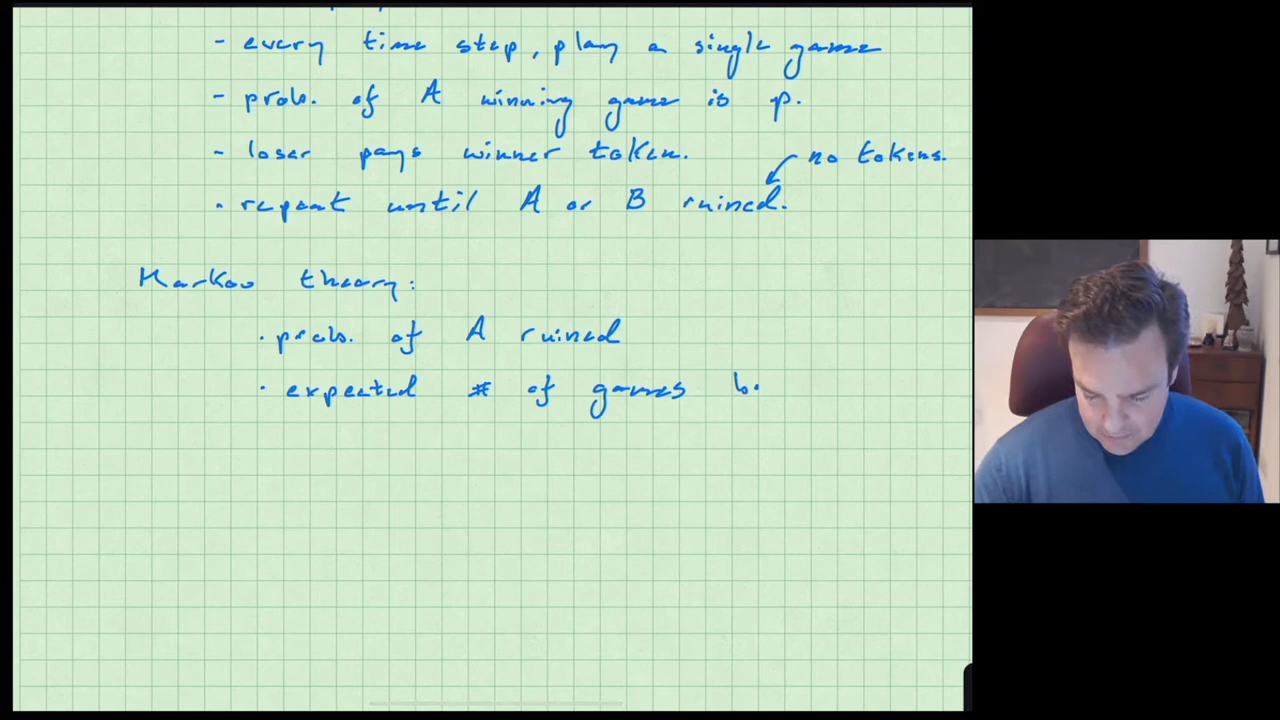 - every time step, play a single game
- prob. of A winning game is p.
- loser pays winner token.
no tokens.
- repeat until A or B ruined.
Markov theory:
· prob. of A ruined
· expected # of games b